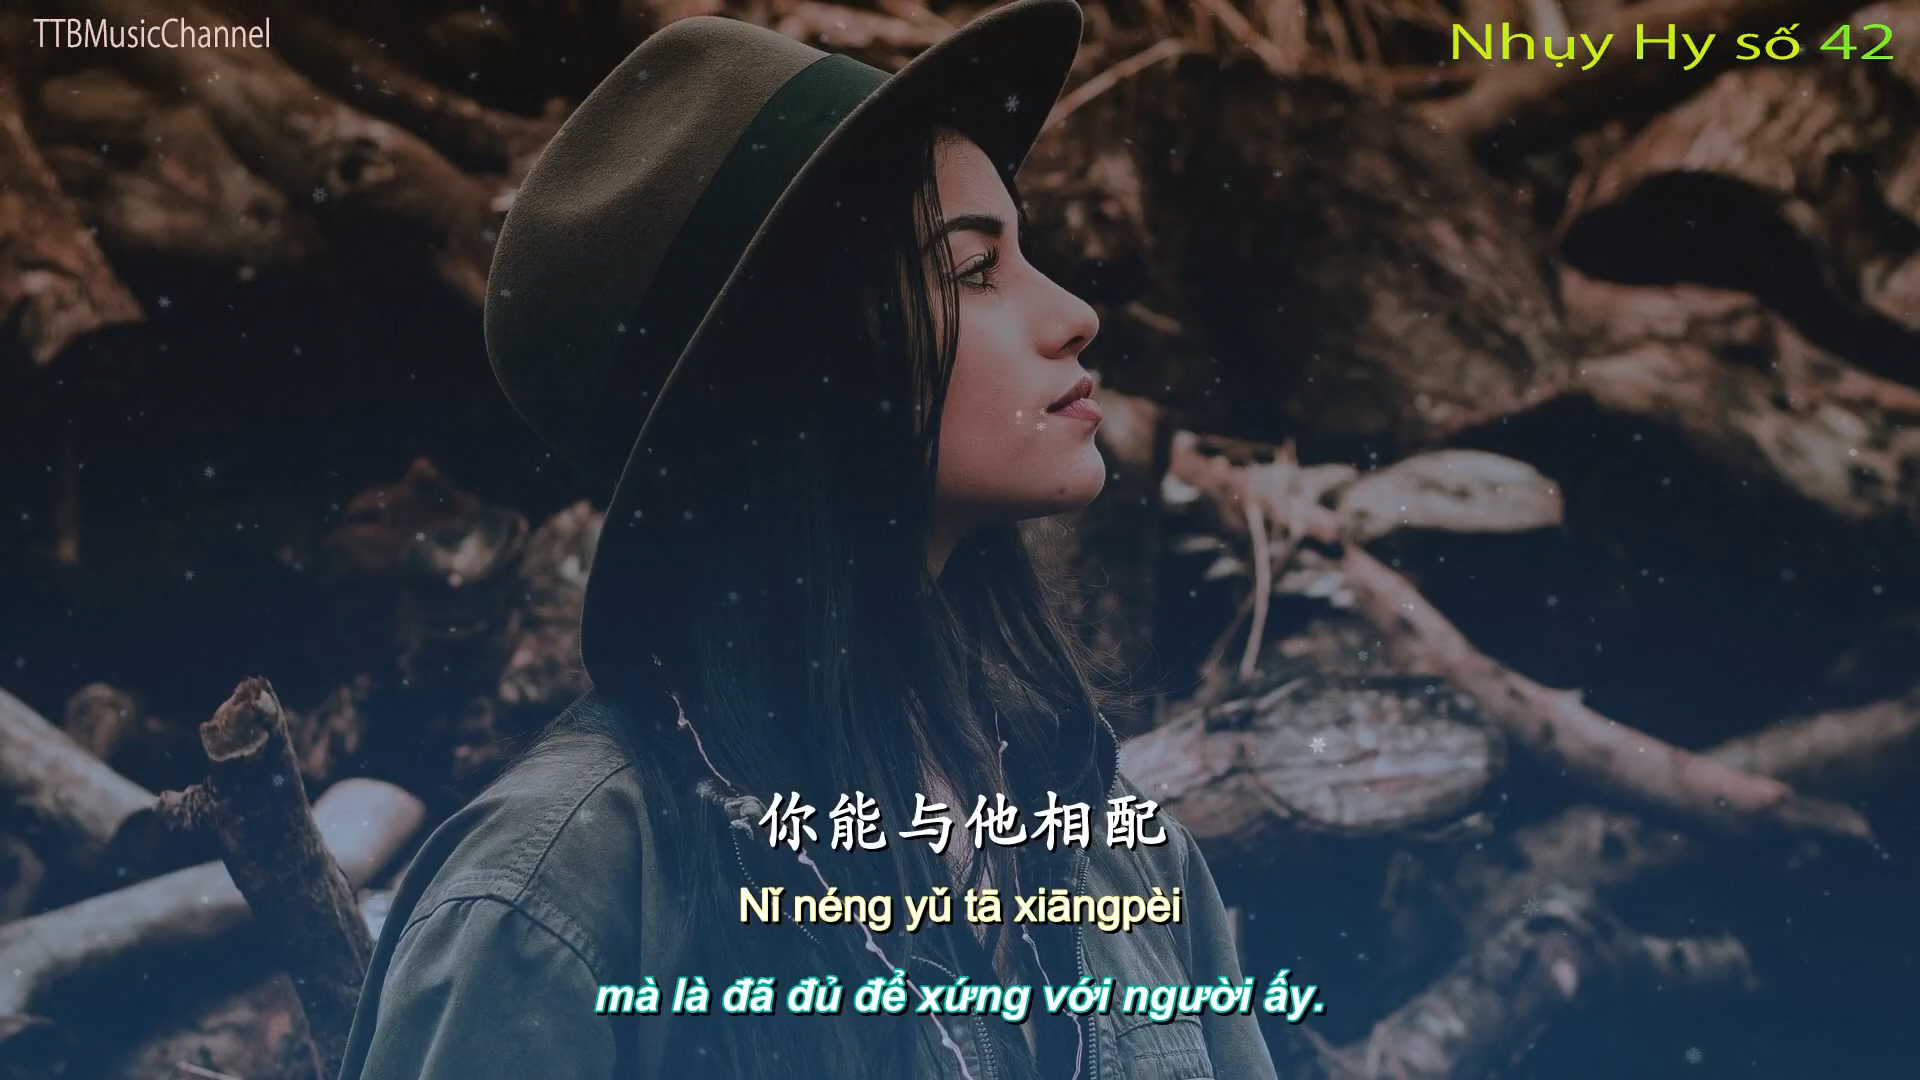 TTBMusicChannel
Nhụy Hy số 42
你能与他相配
Nǐ néng yǔ tā xiāngpèi
mà là đã đủ để xứng với người ấy.